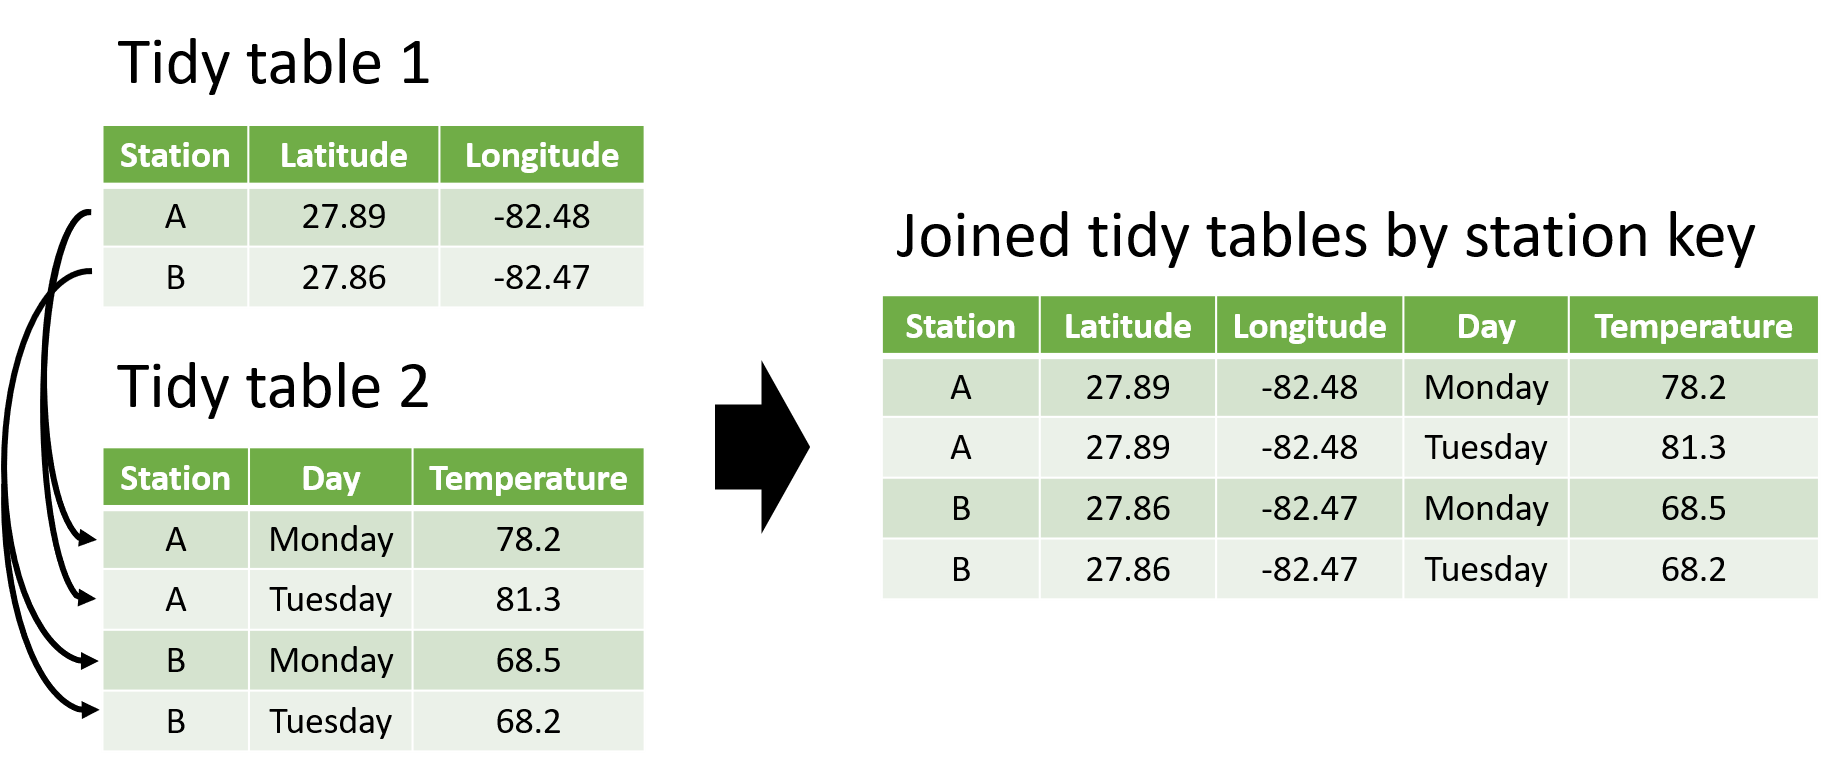 Tidy table 1
Station Latitude Longitude
A 27.89 -82.48
B 27.86 -82.47
Tidy table 2
Station Day Temperature
A Monday 78.2
A Tuesday 81.3
B Monday 68.5
B Tuesday 68.2
Joined tidy tables by station key
Station Latitude Longitude Day Temperature
A 27.89 -82.48 Monday 78.2
A 27.89 -82.48 Tuesday 81.3
B 27.86 -82.47 Monday 68.5
B 27.86 -82.47 Tuesday 68.2